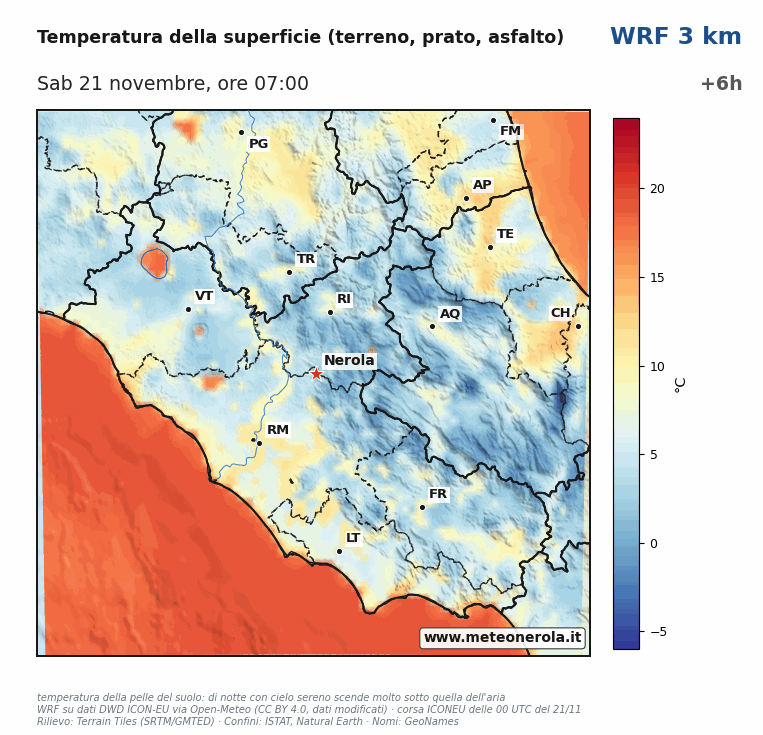 Temperatura della superficie (terreno, prato, asfalto)
WRF 3 km
Sab 21 novembre, ore 07:00
+6h
FM
PG
AP
TE
TR
VT
RI
AQ
CH
Nerola
RM
FR
LT
20
15
10
5
0
−5
°C
www.meteonerola.it
temperatura della pelle del suolo: di notte con cielo sereno scende molto sotto quella dell'aria
WRF su dati DWD ICON-EU via Open-Meteo (CC BY 4.0, dati modificati) · corsa ICONEU delle 00 UTC del 21/11
Rilievo: Terrain Tiles (SRTM/GMTED) · Confini: ISTAT, Natural Earth · Nomi: GeoNames